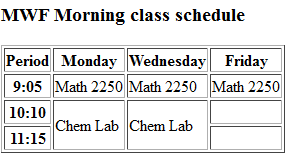 MWF Morning class schedule
Period Monday Wednesday Friday
9:05 Math 2250 Math 2250 Math 2250
10:10 Chem Lab Chem Lab
11:15